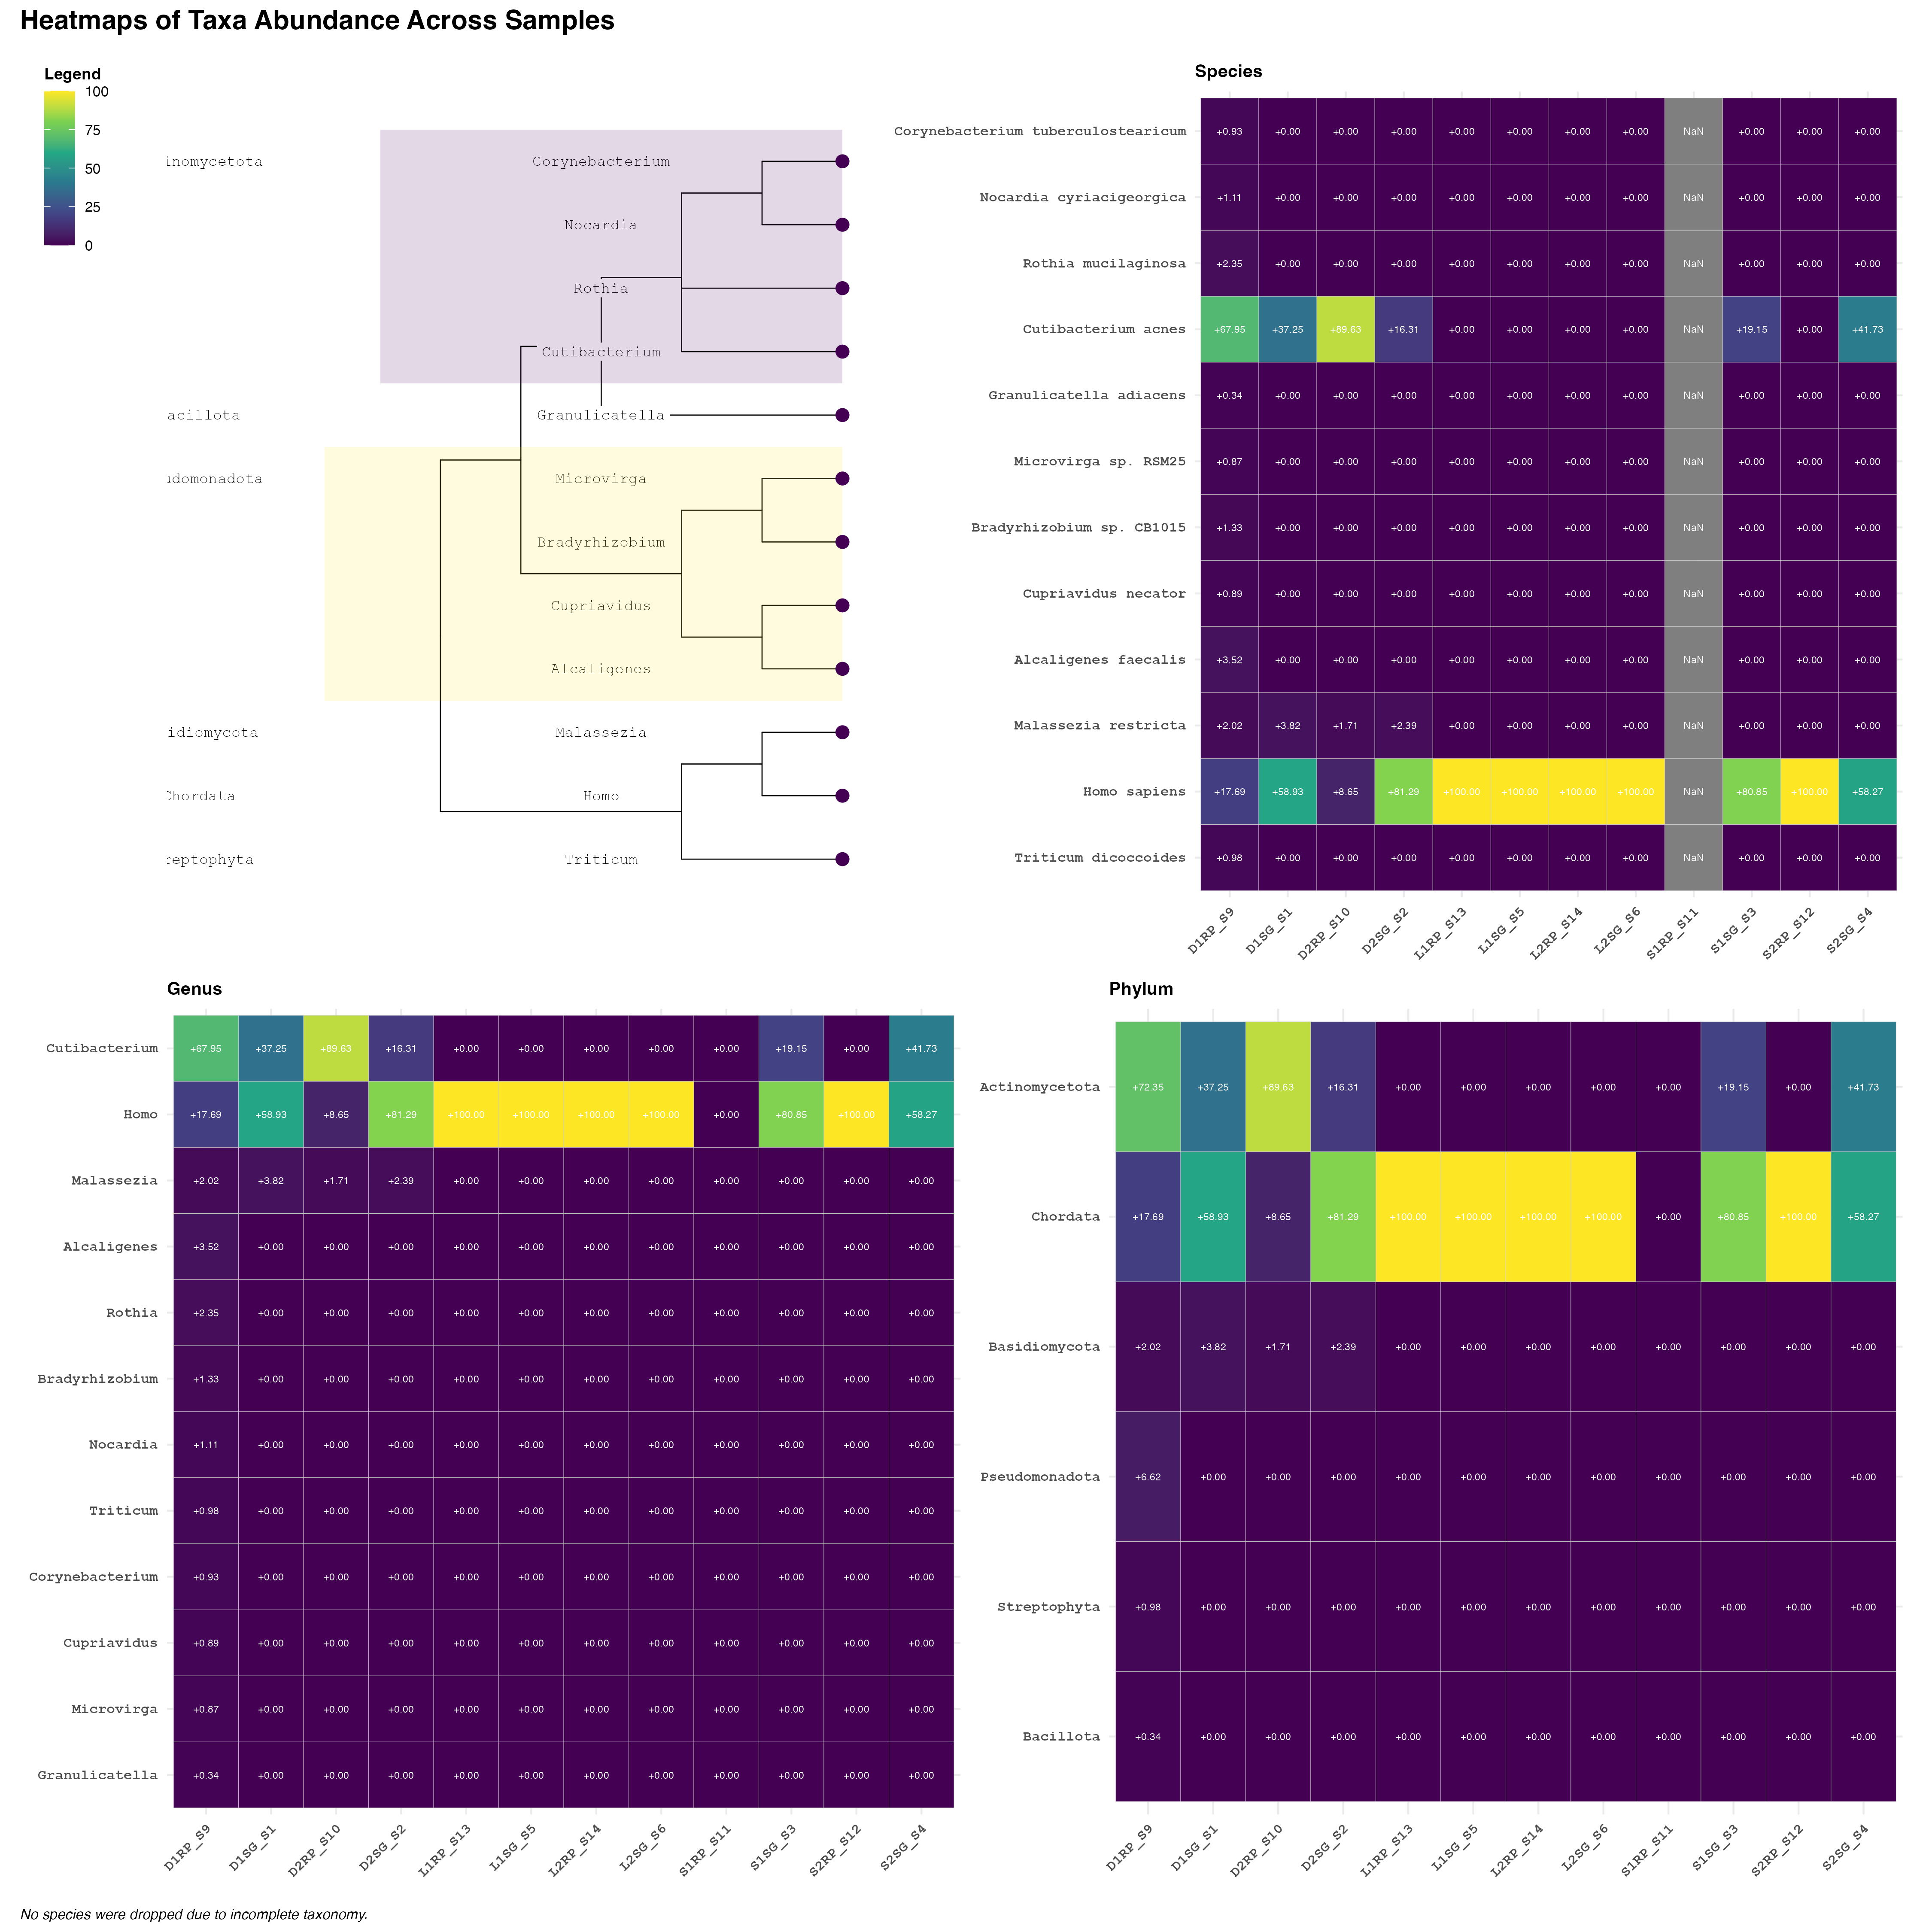 Heatmaps of Taxa Abundance Across Samples
Legend
100
75
50
25
0
inomycetota
acillota
udomonadota
idiomycota
Chordata
reptophyta
Corynebacterium
Nocardia
Rothia
Cutibacterium
Granulicatella
Microvirga
Bradyrhizobium
Cupriavidus
Alcaligenes
Malassezia
Homo
Triticum
Species
Corynebacterium tuberculostearicum +0.93 +0.00 +0.00 +0.00 +0.00 +0.00 +0.00 +0.00 NaN +0.00 +0.00 +0.00
Nocardia cyriacigeorgica +1.11 +0.00 +0.00 +0.00 +0.00 +0.00 +0.00 +0.00 NaN +0.00 +0.00 +0.00
Rothia mucilaginosa +2.35 +0.00 +0.00 +0.00 +0.00 +0.00 +0.00 +0.00 NaN +0.00 +0.00 +0.00
Cutibacterium acnes +67.95 +37.25 +89.63 +16.31 +0.00 +0.00 +0.00 +0.00 NaN +19.15 +0.00 +41.73
Granulicatella adiacens +0.34 +0.00 +0.00 +0.00 +0.00 +0.00 +0.00 +0.00 NaN +0.00 +0.00 +0.00
Microvirga sp. RSM25 +0.87 +0.00 +0.00 +0.00 +0.00 +0.00 +0.00 +0.00 NaN +0.00 +0.00 +0.00
Bradyrhizobium sp. CB1015 +1.33 +0.00 +0.00 +0.00 +0.00 +0.00 +0.00 +0.00 NaN +0.00 +0.00 +0.00
Cupriavidus necator +0.89 +0.00 +0.00 +0.00 +0.00 +0.00 +0.00 +0.00 NaN +0.00 +0.00 +0.00
Alcaligenes faecalis +3.52 +0.00 +0.00 +0.00 +0.00 +0.00 +0.00 +0.00 NaN +0.00 +0.00 +0.00
Malassezia restricta +2.02 +3.82 +1.71 +2.39 +0.00 +0.00 +0.00 +0.00 NaN +0.00 +0.00 +0.00
Homo sapiens +17.69 +58.93 +8.65 +81.29 +100.00 +100.00 +100.00 +100.00 NaN +80.85 +100.00 +58.27
Triticum dicoccoides +0.98 +0.00 +0.00 +0.00 +0.00 +0.00 +0.00 +0.00 NaN +0.00 +0.00 +0.00
D1RP_S9 D1SG_S1 D2RP_S10 D2SG_S2 L1RP_S13 L1SG_S5 L2RP_S14 L2SG_S6 S1RP_S11 S1SG_S3 S2RP_S12 S2SG_S4
Genus
Cutibacterium +67.95 +37.25 +89.63 +16.31 +0.00 +0.00 +0.00 +0.00 +0.00 +19.15 +0.00 +41.73
Homo +17.69 +58.93 +8.65 +81.29 +100.00 +100.00 +100.00 +100.00 +0.00 +80.85 +100.00 +58.27
Malassezia +2.02 +3.82 +1.71 +2.39 +0.00 +0.00 +0.00 +0.00 +0.00 +0.00 +0.00 +0.00
Alcaligenes +3.52 +0.00 +0.00 +0.00 +0.00 +0.00 +0.00 +0.00 +0.00 +0.00 +0.00 +0.00
Rothia +2.35 +0.00 +0.00 +0.00 +0.00 +0.00 +0.00 +0.00 +0.00 +0.00 +0.00 +0.00
Bradyrhizobium +1.33 +0.00 +0.00 +0.00 +0.00 +0.00 +0.00 +0.00 +0.00 +0.00 +0.00 +0.00
Nocardia +1.11 +0.00 +0.00 +0.00 +0.00 +0.00 +0.00 +0.00 +0.00 +0.00 +0.00 +0.00
Triticum +0.98 +0.00 +0.00 +0.00 +0.00 +0.00 +0.00 +0.00 +0.00 +0.00 +0.00 +0.00
Corynebacterium +0.93 +0.00 +0.00 +0.00 +0.00 +0.00 +0.00 +0.00 +0.00 +0.00 +0.00 +0.00
Cupriavidus +0.89 +0.00 +0.00 +0.00 +0.00 +0.00 +0.00 +0.00 +0.00 +0.00 +0.00 +0.00
Microvirga +0.87 +0.00 +0.00 +0.00 +0.00 +0.00 +0.00 +0.00 +0.00 +0.00 +0.00 +0.00
Granulicatella +0.34 +0.00 +0.00 +0.00 +0.00 +0.00 +0.00 +0.00 +0.00 +0.00 +0.00 +0.00
D1RP_S9 D1SG_S1 D2RP_S10 D2SG_S2 L1RP_S13 L1SG_S5 L2RP_S14 L2SG_S6 S1RP_S11 S1SG_S3 S2RP_S12 S2SG_S4
Phylum
Actinomycetota +72.35 +37.25 +89.63 +16.31 +0.00 +0.00 +0.00 +0.00 +0.00 +19.15 +0.00 +41.73
Chordata +17.69 +58.93 +8.65 +81.29 +100.00 +100.00 +100.00 +100.00 +0.00 +80.85 +100.00 +58.27
Basidiomycota +2.02 +3.82 +1.71 +2.39 +0.00 +0.00 +0.00 +0.00 +0.00 +0.00 +0.00 +0.00
Pseudomonadota +6.62 +0.00 +0.00 +0.00 +0.00 +0.00 +0.00 +0.00 +0.00 +0.00 +0.00 +0.00
Streptophyta +0.98 +0.00 +0.00 +0.00 +0.00 +0.00 +0.00 +0.00 +0.00 +0.00 +0.00 +0.00
Bacillota +0.34 +0.00 +0.00 +0.00 +0.00 +0.00 +0.00 +0.00 +0.00 +0.00 +0.00 +0.00
D1RP_S9 D1SG_S1 D2RP_S10 D2SG_S2 L1RP_S13 L1SG_S5 L2RP_S14 L2SG_S6 S1RP_S11 S1SG_S3 S2RP_S12 S2SG_S4
No species were dropped due to incomplete taxonomy.